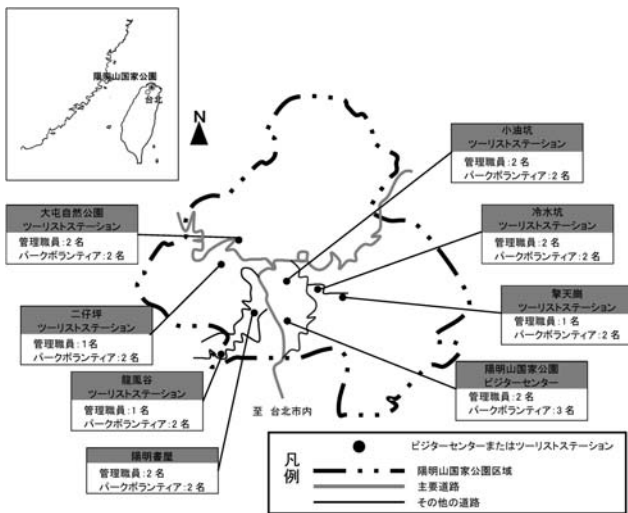 陽明山国家公園
台北
N
小油坑
ツーリストステーション
管理職員:2 名
パークボランティア:2 名
大屯自然公園
ツーリストステーション
管理職員:2 名
パークボランティア:2 名
冷水坑
ツーリストステーション
管理職員:2 名
パークボランティア:2 名
擎天崗
ツーリストステーション
管理職員:1 名
パークボランティア:2 名
二仔坪
ツーリストステーション
管理職員:1名
パークボランティア:2 名
陽明山国家公園
ビジターセンター
管理職員:2 名
パークボランティア:3 名
龍風谷
ツーリストステーション
管理職員:1 名
パークボランティア:2 名
至 台北市内
陽明書屋
管理職員:2 名
パークボランティア:2 名
凡例
ビジターセンターまたはツーリストステーション
陽明山国家公園区域
主要道路
その他の道路